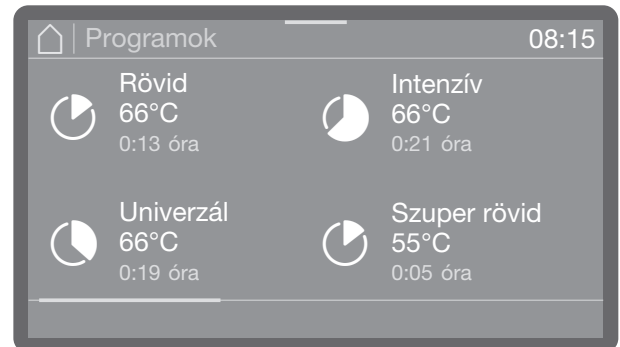 Programok
08:15
Rövid
66°C
0:13 óra
Intenzív
66°C
0:21 óra
Univerzál
66°C
0:19 óra
Szuper rövid
55°C
0:05 óra